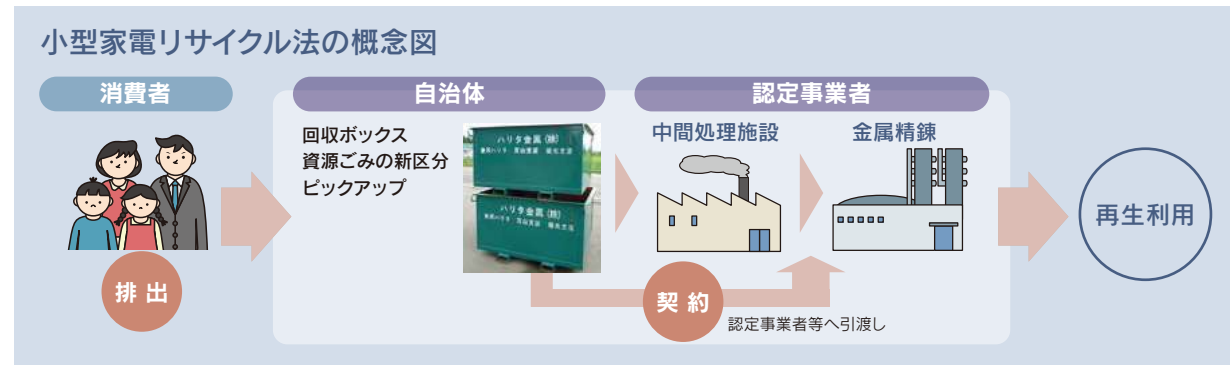 小型家電リサイクル法の概念図
消費者
自治体
認定事業者
回収ボックス
資源ごみの新区分
ピックアップ
ハリタ金属(株)
ハリタ金属(株)
中間処理施設
金属精錬
再生利用
排出
契約
認定事業者等へ引渡し